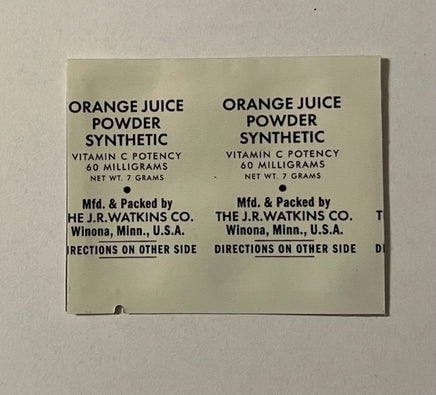 ORANGE JUICE
POWDER
SYNTHETIC
VITAMIN C POTENCY
60 MILLIGRAMS
NET WT. 7 GRAMS
Mfd. & Packed by
HE J.R.WATKINS CO.
Winona, Minn., U.S.A.
IRECTIONS ON OTHER SIDE
ORANGE JUICE
POWDER
SYNTHETIC
VITAMIN C POTENCY
60 MILLIGRAMS
NET WT. 7 GRAMS
Mfd. & Packed by
THE J.R.WATKINS CO.
Winona, Minn., U.S.A.
DIRECTIONS ON OTHER SIDE
T
D